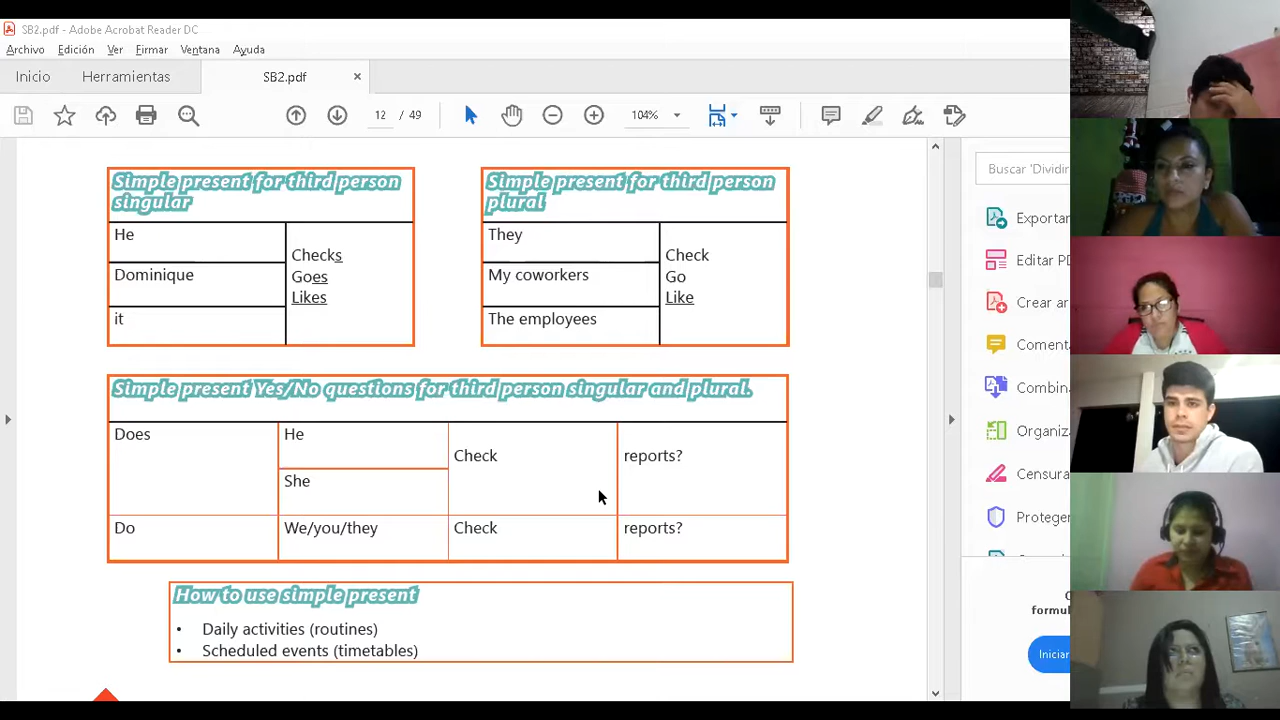 SB2.pdf - Adobe Acrobat Reader DC
Archivo Edición Ver Firmar Ventana Ayuda
Inicio Herramientas SB2.pdf ×
12 / 49 104%
Simple present for third person
singular
He
Dominique
it
Checks
Goes
Likes
Simple present for third person
plural
They
My coworkers
The employees
Check
Go
Like
Simple present Yes/No questions for third person singular and plural.
Does He Check reports?
She
Do We/you/they Check reports?
How to use simple present
• Daily activities (routines)
• Scheduled events (timetables)
Buscar 'Dividir
Exportar
Editar PD
Crear ar
Comenta
Combina
Organiza
Censura
Proteger
formul
Iniciar